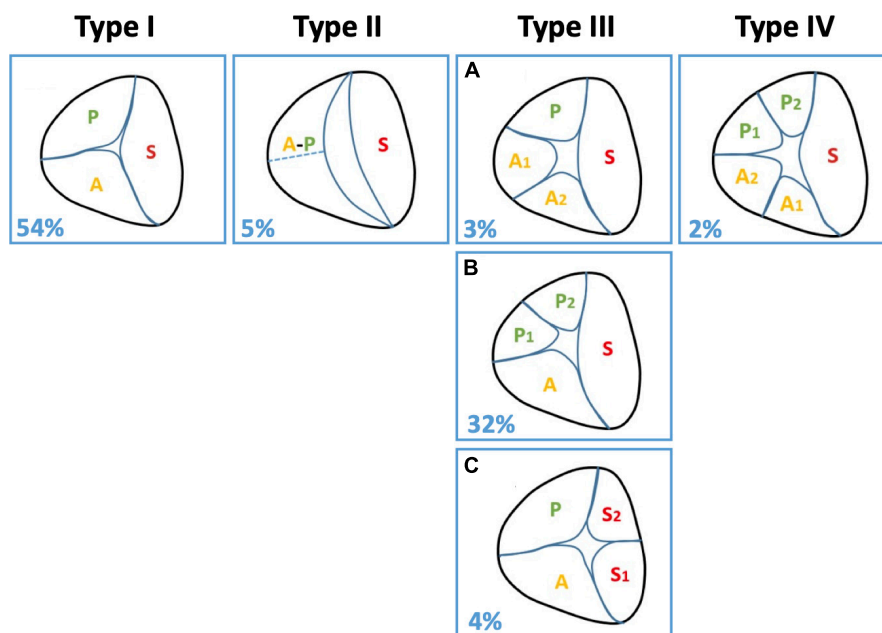 Type I Type II Type III Type IV
P
S
A
54%
A-P
S
5%
A
P
A1
S
A2
3%
P2
P1
S
A2
A1
2%
B
P2
P1
S
A
32%
C
P
S2
A
S1
4%